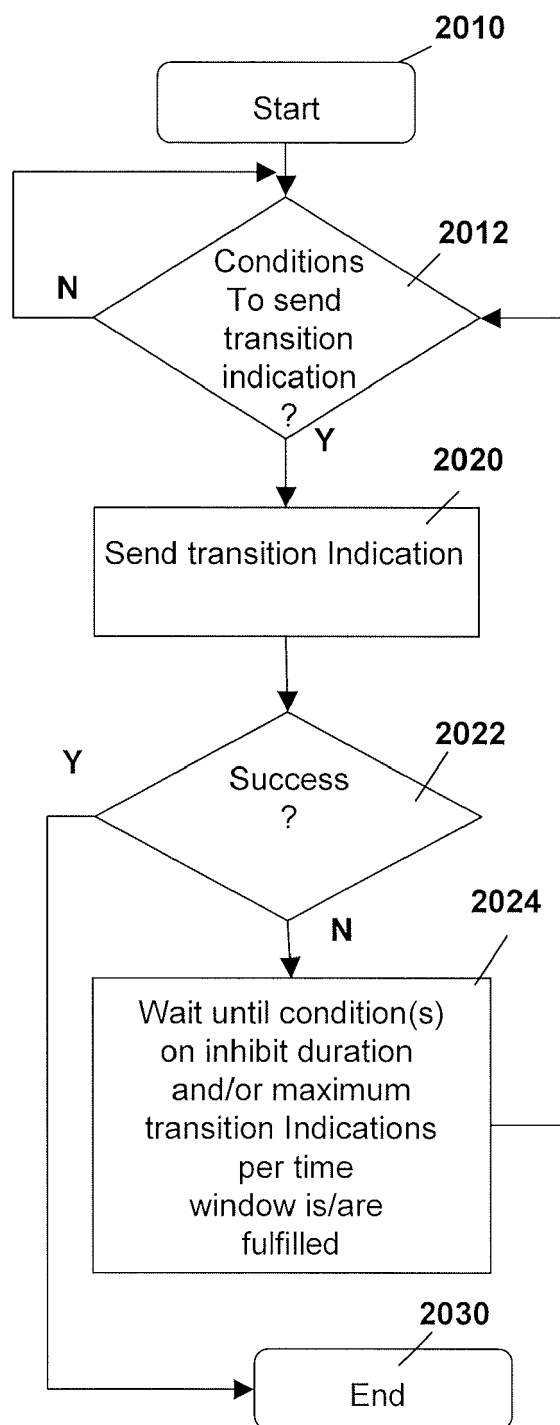 2010
Start
2012
Conditions
To send
transition
indication
?
N
Y
2020
Send transition Indication
2022
Success
?
Y
N
2024
Wait until condition(s)
on inhibit duration
and/or maximum
transition Indications
per time
window is/are
fulfilled
2030
End